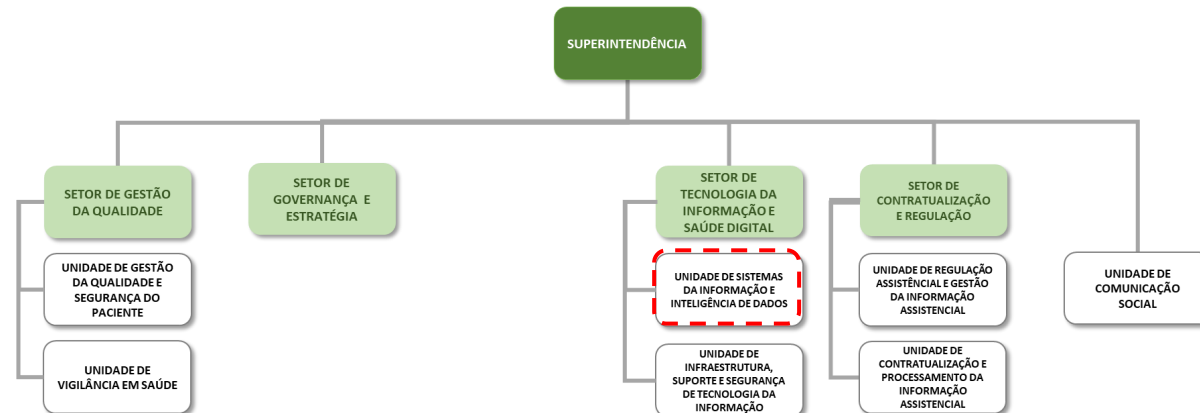 SUPERINTENDÊNCIA
SETOR DE GESTÃO
DA QUALIDADE
SETOR DE
GOVERNANÇA E
ESTRATÉGIA
SETOR DE
TECNOLOGIA DA
INFORMAÇÃO E
SAÚDE DIGITAL
SETOR DE
CONTRATUALIZAÇÃO
E REGULAÇÃO
UNIDADE DE GESTÃO
DA QUALIDADE E
SEGURANÇA DO
PACIENTE
UNIDADE DE SISTEMAS
DA INFORMAÇÃO E
INTELIGÊNCIA DE DADOS
UNIDADE DE REGULAÇÃO
ASSISTÊNCIAL E GESTÃO
DA INFORMAÇÃO
ASSISTENCIAL
UNIDADE DE
COMUNICAÇÃO
SOCIAL
UNIDADE DE
VIGILÂNCIA EM SAÚDE
UNIDADE DE
INFRAESTRUTURA,
SUPORTE E SEGURANÇA
DE TECNOLOGIA DA
INFORMAÇÃO
UNIDADE DE
CONTRATUALIZAÇÃO E
PROCESSAMENTO DA
INFORMAÇÃO
ASSISTENCIAL